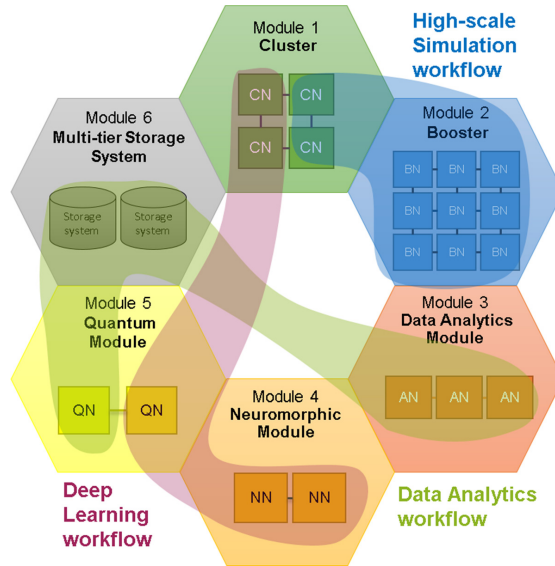 Module 1
Cluster
High-scale
Simulation
workflow
CN CN
CN CN
Module 6
Multi-tier Storage
System
Storage
system
Storage
system
Module 2
Booster
BN BN BN
BN BN BN
BN BN BN
Module 5
Quantum
Module
QN QN
Module 3
Data Analytics
Module
AN AN AN
Module 4
Neuromorphic
Module
NN NN
Deep
Learning
workflow
Data Analytics
workflow